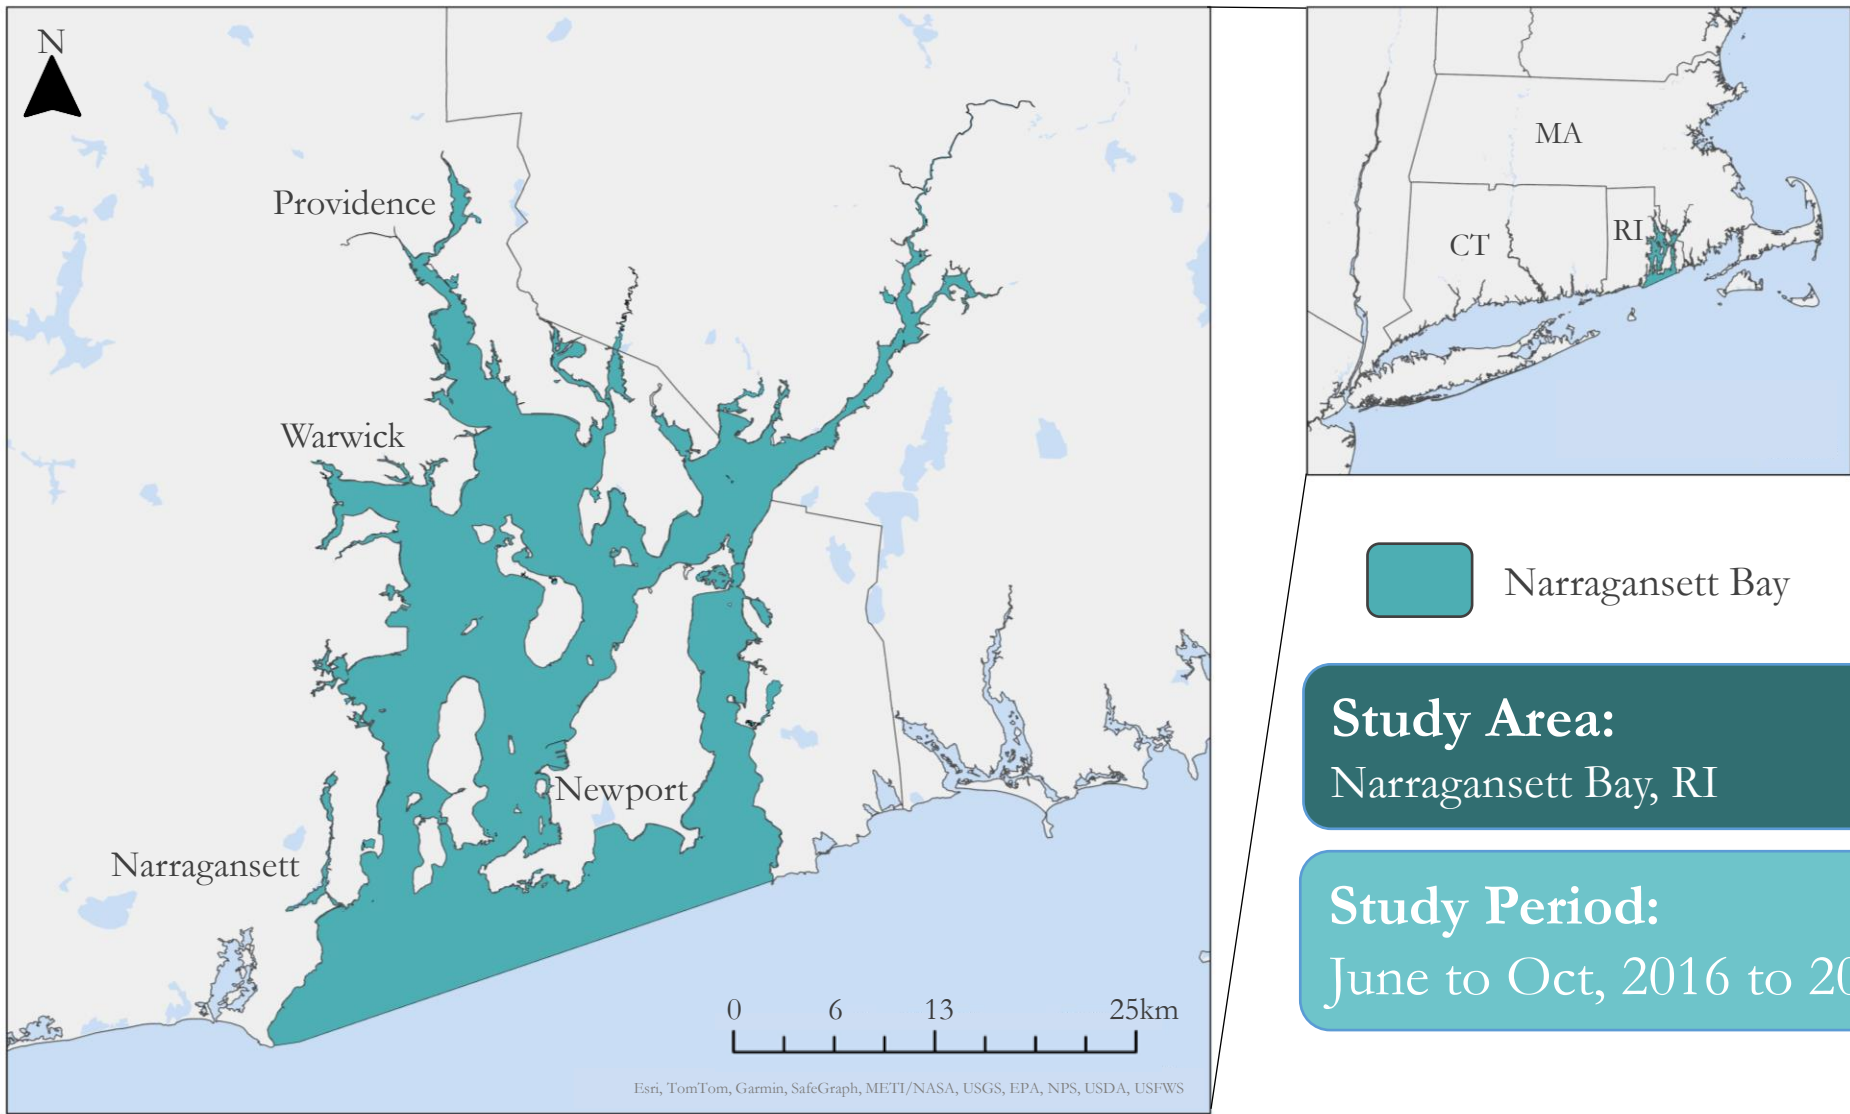 N
Providence
Warwick
Newport
Narragansett
0 6 13 25km
Esri, TomTom, Garmin, SafeGraph, METI/NASA, USGS, EPA, NPS, USDA, USFWS
MA
CT
RI
Narragansett Bay
Study Area:
Narragansett Bay, RI
Study Period:
June to Oct, 2016 to